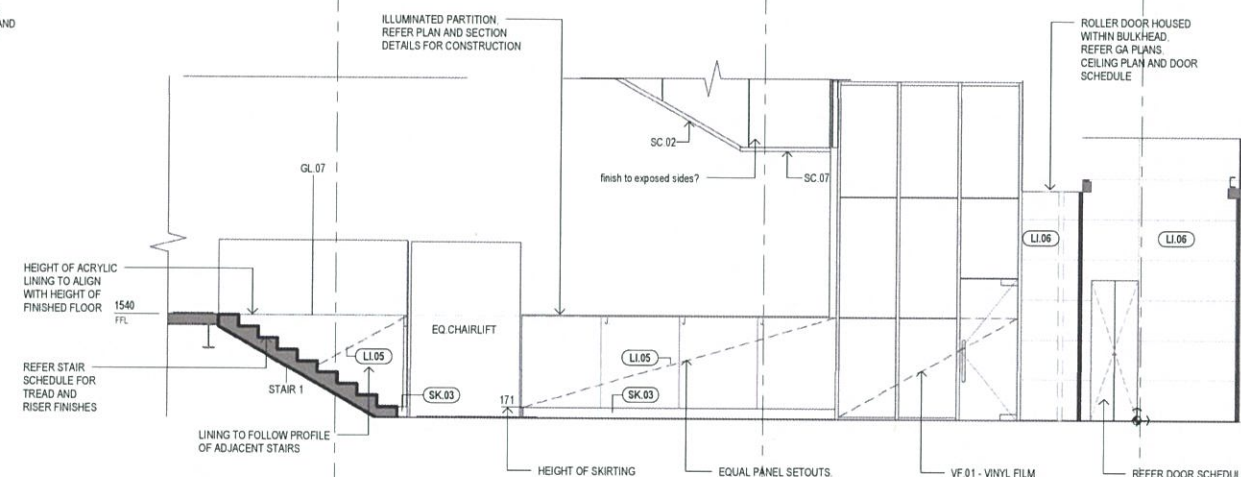 AND
ILLUMINATED PARTITION.
REFER PLAN AND SECTION
DETAILS FOR CONSTRUCTION
ROLLER DOOR HOUSED
WITHIN BULKHEAD.
REFER GA PLANS.
CEILING PLAN AND DOOR
SCHEDULE
SC.02
GL.07
finish to exposed sides?
SC.07
LI.06
LI.06
HEIGHT OF ACRYLIC
LINING TO ALIGN
WITH HEIGHT OF
FINISHED FLOOR
1540
FFL
EQ CHAIRLIFT
LI.05
LI.05
REFER STAIR
SCHEDULE FOR
TREAD AND
RISER FINISHES
STAIR 1
SK.03
171
SK.03
LINING TO FOLLOW PROFILE
OF ADJACENT STAIRS
HEIGHT OF SKIRTING
EQUAL PANEL SETOUTS.
VF.01 - VINYL FILM
REFER DOOR SCHEDUL